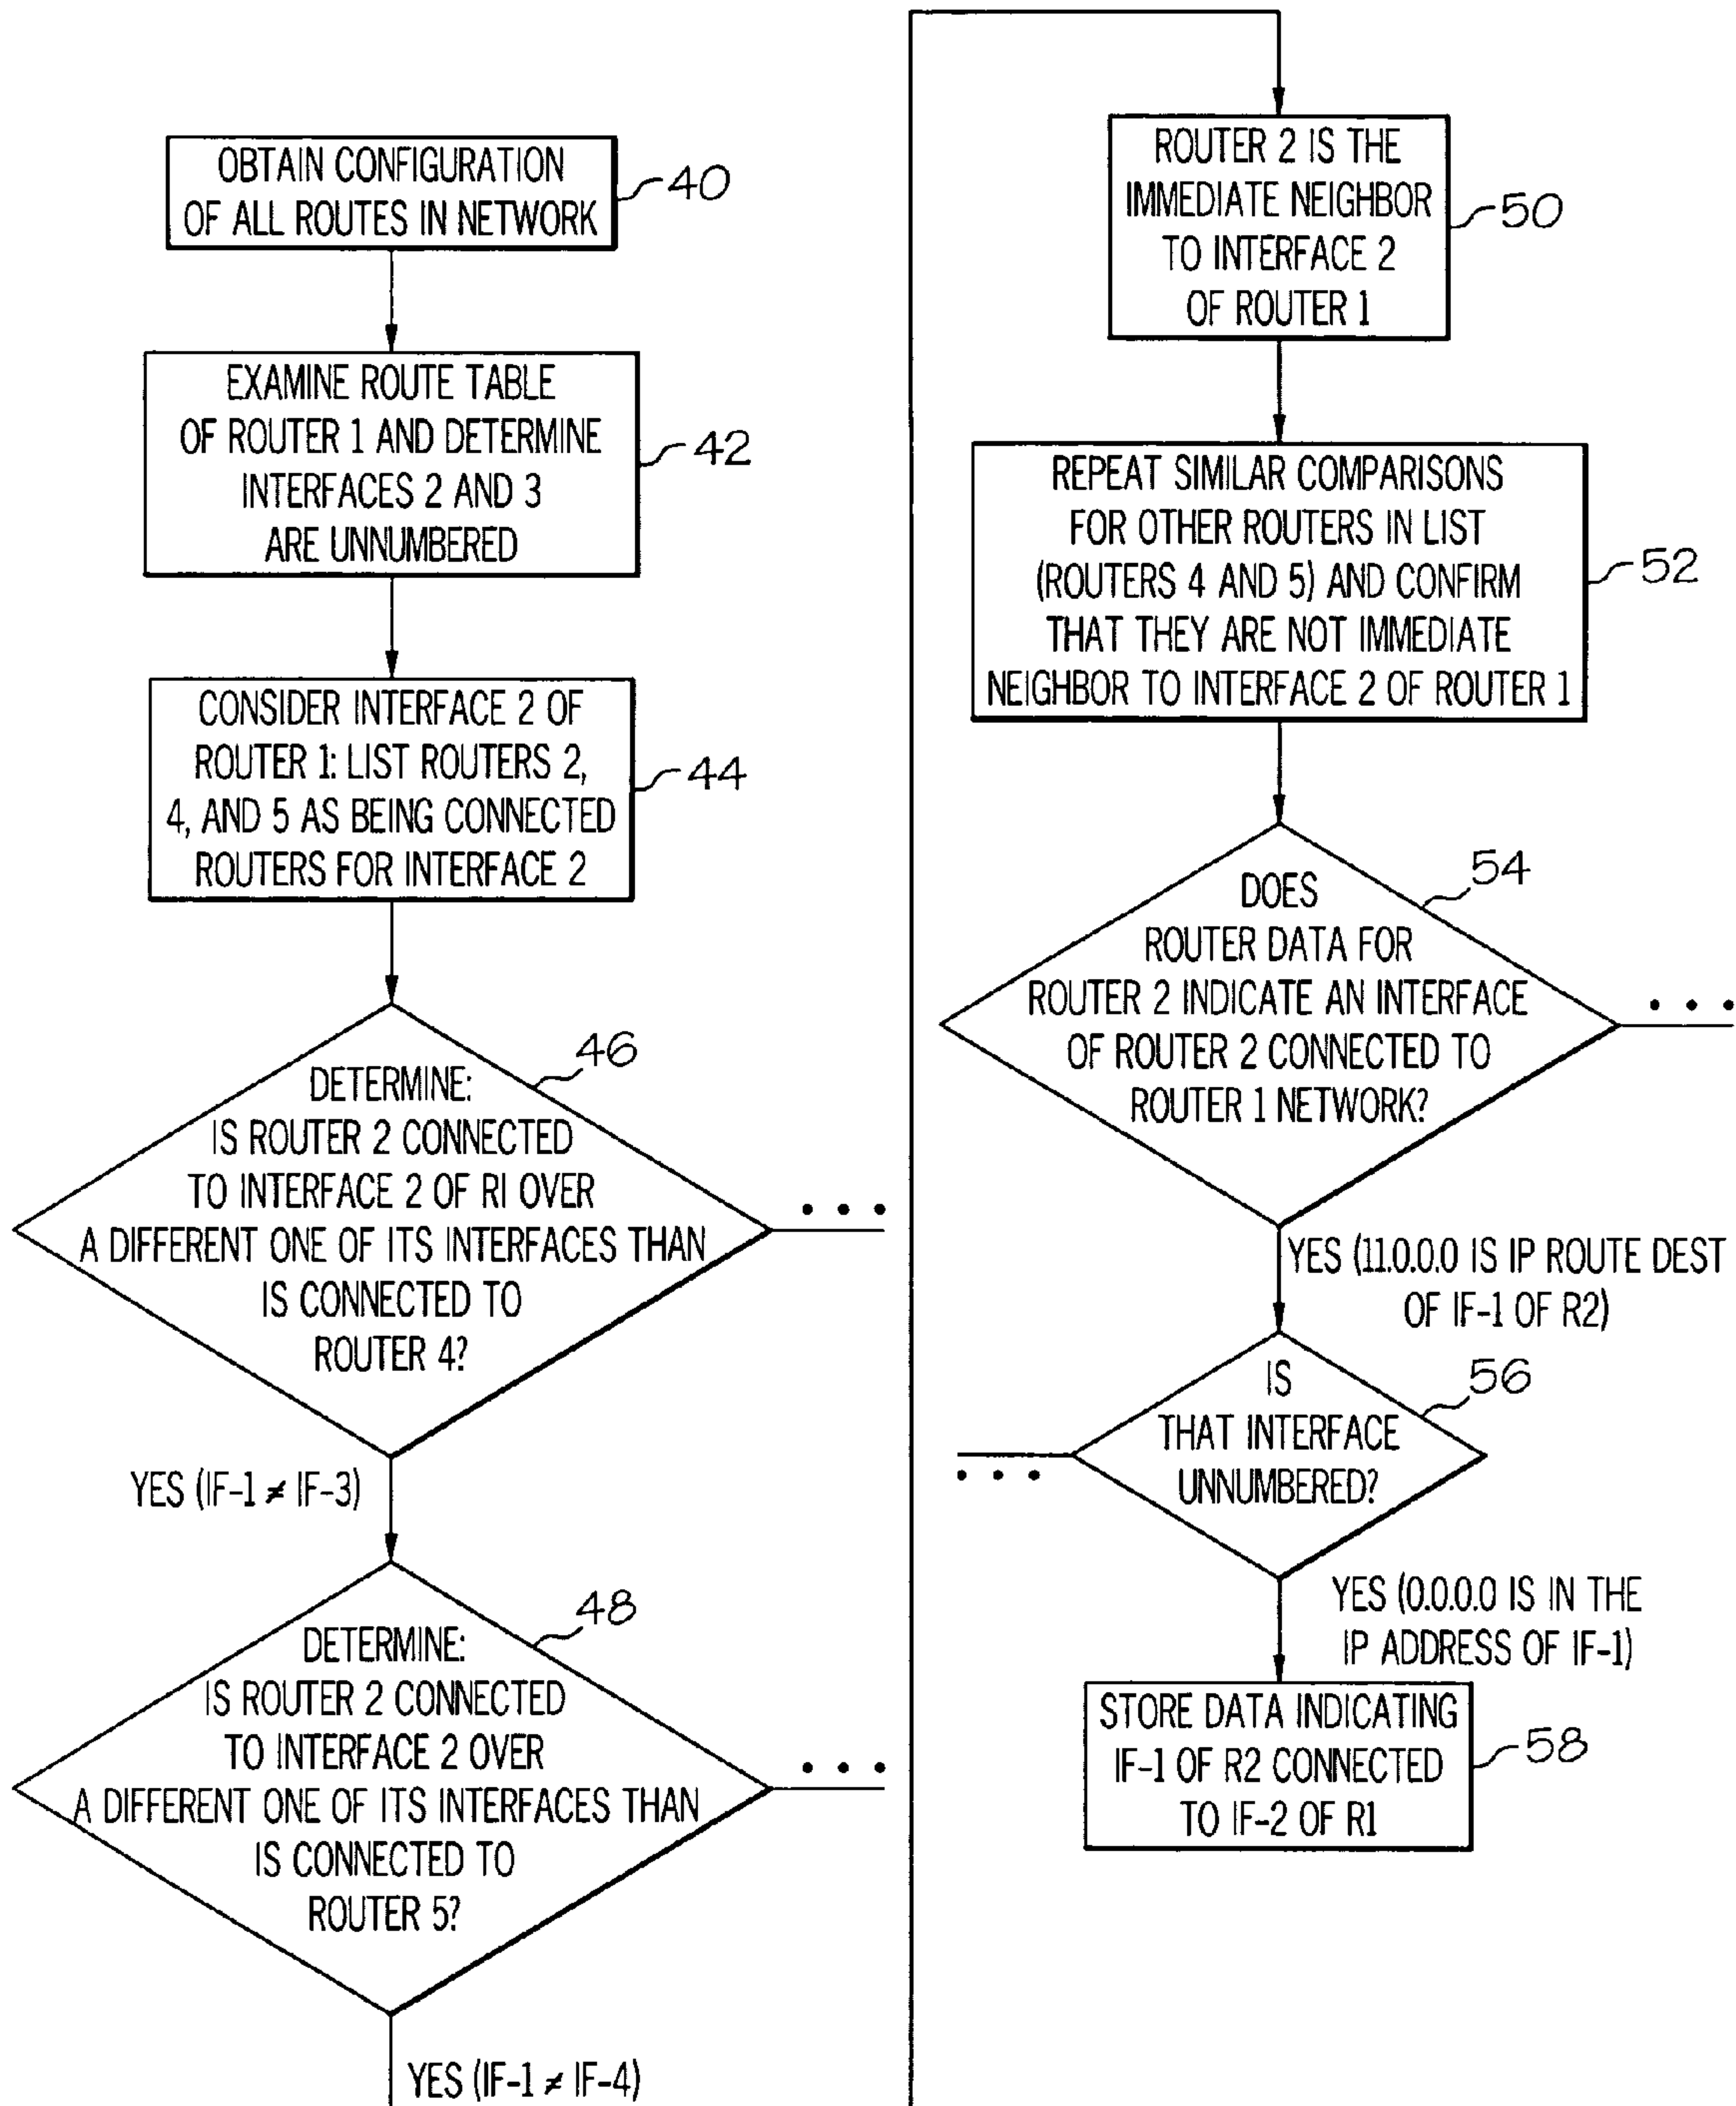 OBTAIN CONFIGURATION
OF ALL ROUTES IN NETWORK
40
EXAMINE ROUTE TABLE
OF ROUTER 1 AND DETERMINE
INTERFACES 2 AND 3
ARE UNNUMBERED
42
CONSIDER INTERFACE 2 OF
ROUTER 1: LIST ROUTERS 2,
4, AND 5 AS BEING CONNECTED
ROUTERS FOR INTERFACE 2
44
DETERMINE:
IS ROUTER 2 CONNECTED
TO INTERFACE 2 OF RI OVER
A DIFFERENT ONE OF ITS INTERFACES THAN
IS CONNECTED TO
ROUTER 4?
46
• • •
YES (IF-1 ≠ IF-3)
DETERMINE:
IS ROUTER 2 CONNECTED
TO INTERFACE 2 OVER
A DIFFERENT ONE OF ITS INTERFACES THAN
IS CONNECTED TO
ROUTER 5?
48
• • •
YES (IF-1 ≠ IF-4)
ROUTER 2 IS THE
IMMEDIATE NEIGHBOR
TO INTERFACE 2
OF ROUTER 1
50
REPEAT SIMILAR COMPARISONS
FOR OTHER ROUTERS IN LIST
(ROUTERS 4 AND 5) AND CONFIRM
THAT THEY ARE NOT IMMEDIATE
NEIGHBOR TO INTERFACE 2 OF ROUTER 1
52
DOES
ROUTER DATA FOR
ROUTER 2 INDICATE AN INTERFACE
OF ROUTER 2 CONNECTED TO
ROUTER 1 NETWORK?
54
• • •
YES (11.0.0.0 IS IP ROUTE DEST
OF IF-1 OF R2)
IS
THAT INTERFACE
UNNUMBERED?
56
• • •
YES (0.0.0.0 IS IN THE
IP ADDRESS OF IF-1)
STORE DATA INDICATING
IF-1 OF R2 CONNECTED
TO IF-2 OF R1
58